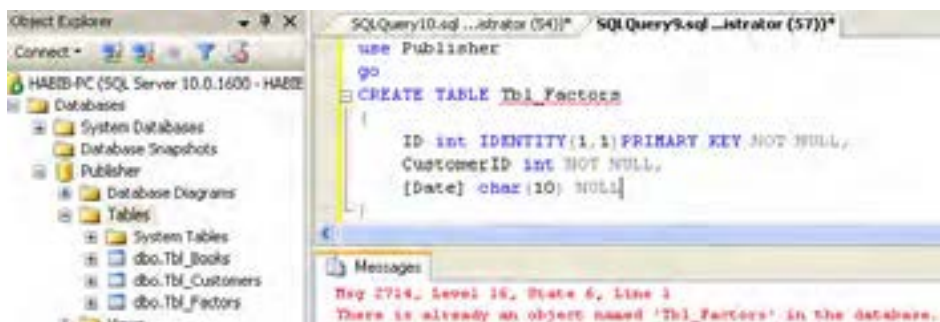 Object Explorer
Connect
HABIB-PC (SQL Server 10.0.1600 - HABIB
Databases
System Databases
Database Snapshots
Publisher
Database Diagrams
Tables
System Tables
dbo.Tbl_Books
dbo.Tbl_Customers
dbo.Tbl_Factors
SQLQuery10.sql ...istrator (54))*
SQLQuery9.sql ...istrator (57))*
use Publisher
go
CREATE TABLE Tbl_Factors
(
ID int IDENTITY(1,1)PRIMARY KEY NOT NULL,
CustomerID int NOT NULL,
[Date] char(10) NULL
)
Messages
Msg 2714, Level 16, State 6, Line 1
There is already an object named 'Tbl_Factors' in the database.